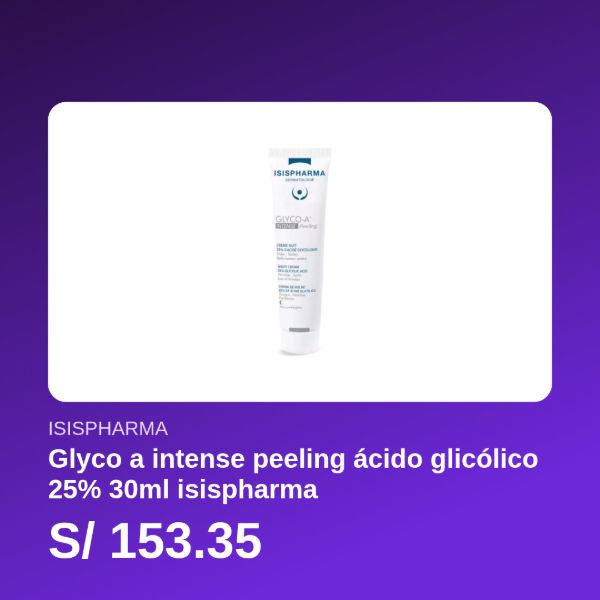 ISISPHARMA
DERMATOLOGIE
GLYCO-A
INTENSE Peeling
ISISPHARMA
Glyco a intense peeling ácido glicólico
25% 30ml isispharma
S/ 153.35